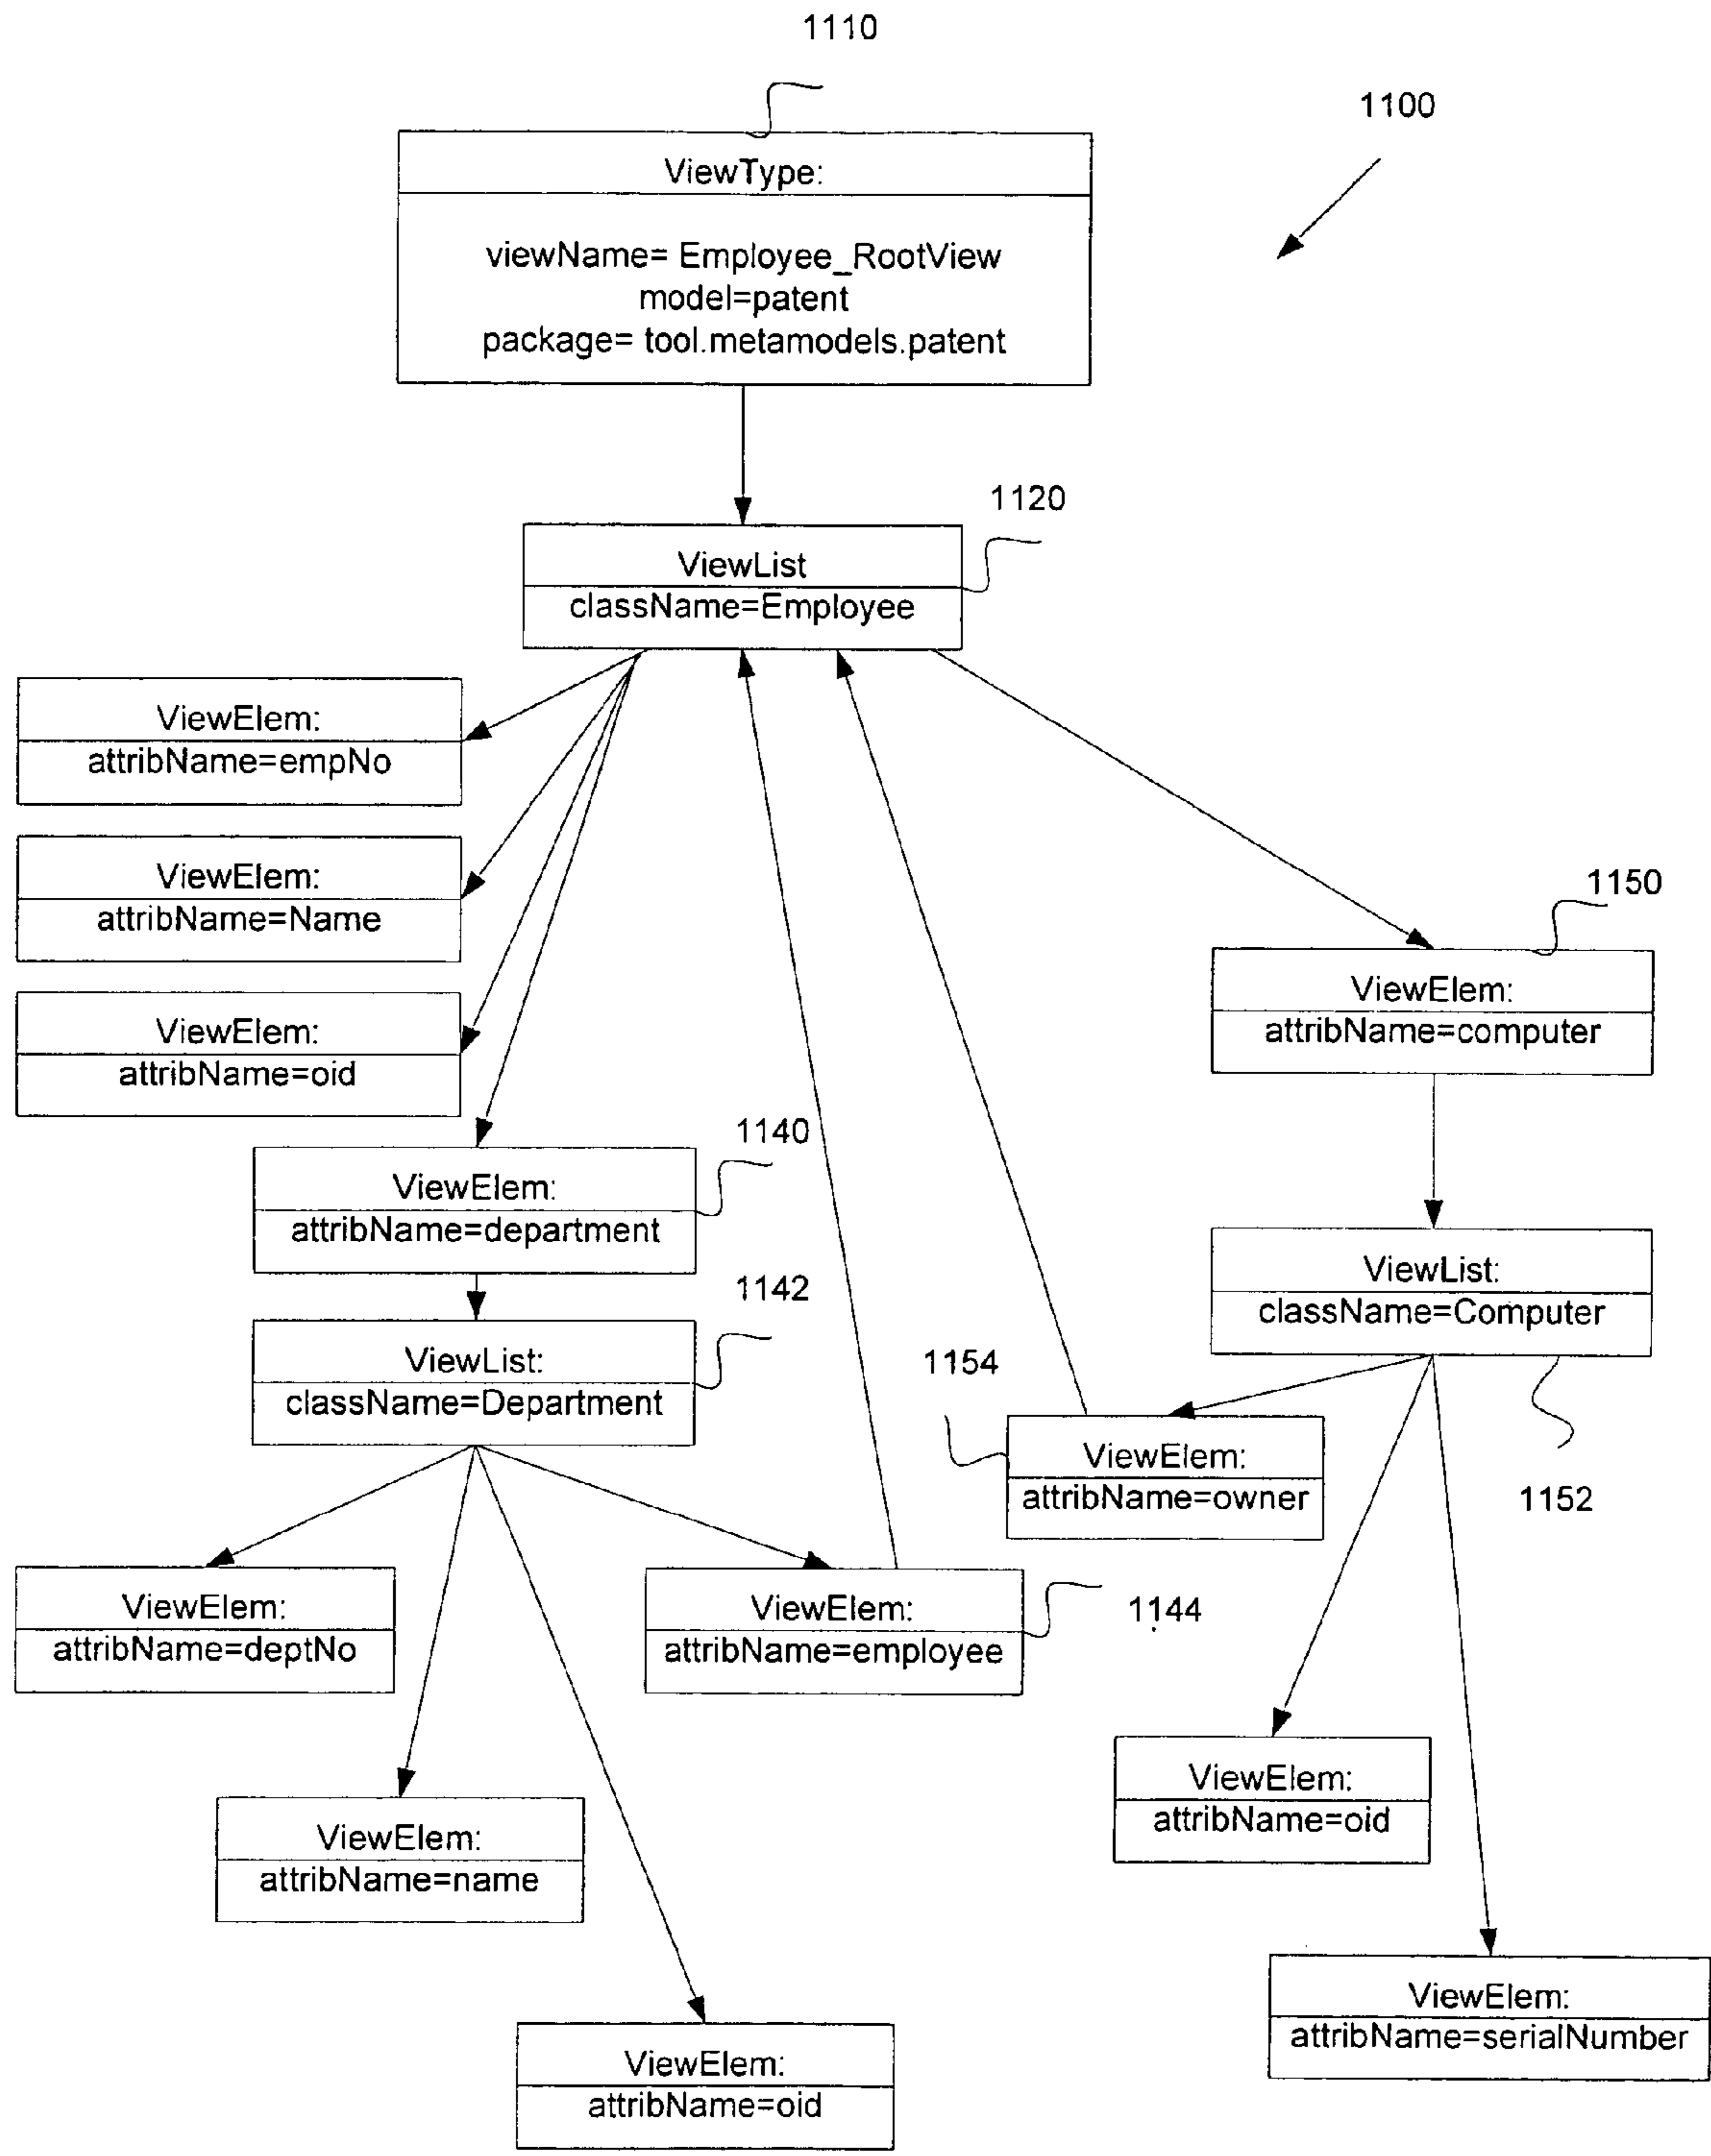 1110
1100
ViewType:
viewName= Employee_RootView
model=patent
package= tool.metamodels.patent
1120
ViewList
className=Employee
ViewElem:
attribName=empNo
ViewElem:
attribName=Name
1150
ViewElem:
attribName=computer
ViewElem:
attribName=oid
1140
ViewElem:
attribName=department
ViewList:
className=Computer
1142
ViewList:
className=Department
1154
ViewElem:
attribName=owner
1152
ViewElem:
attribName=deptNo
ViewElem:
attribName=employee
1144
ViewElem:
attribName=oid
ViewElem:
attribName=name
ViewElem:
attribName=serialNumber
ViewElem:
attribName=oid